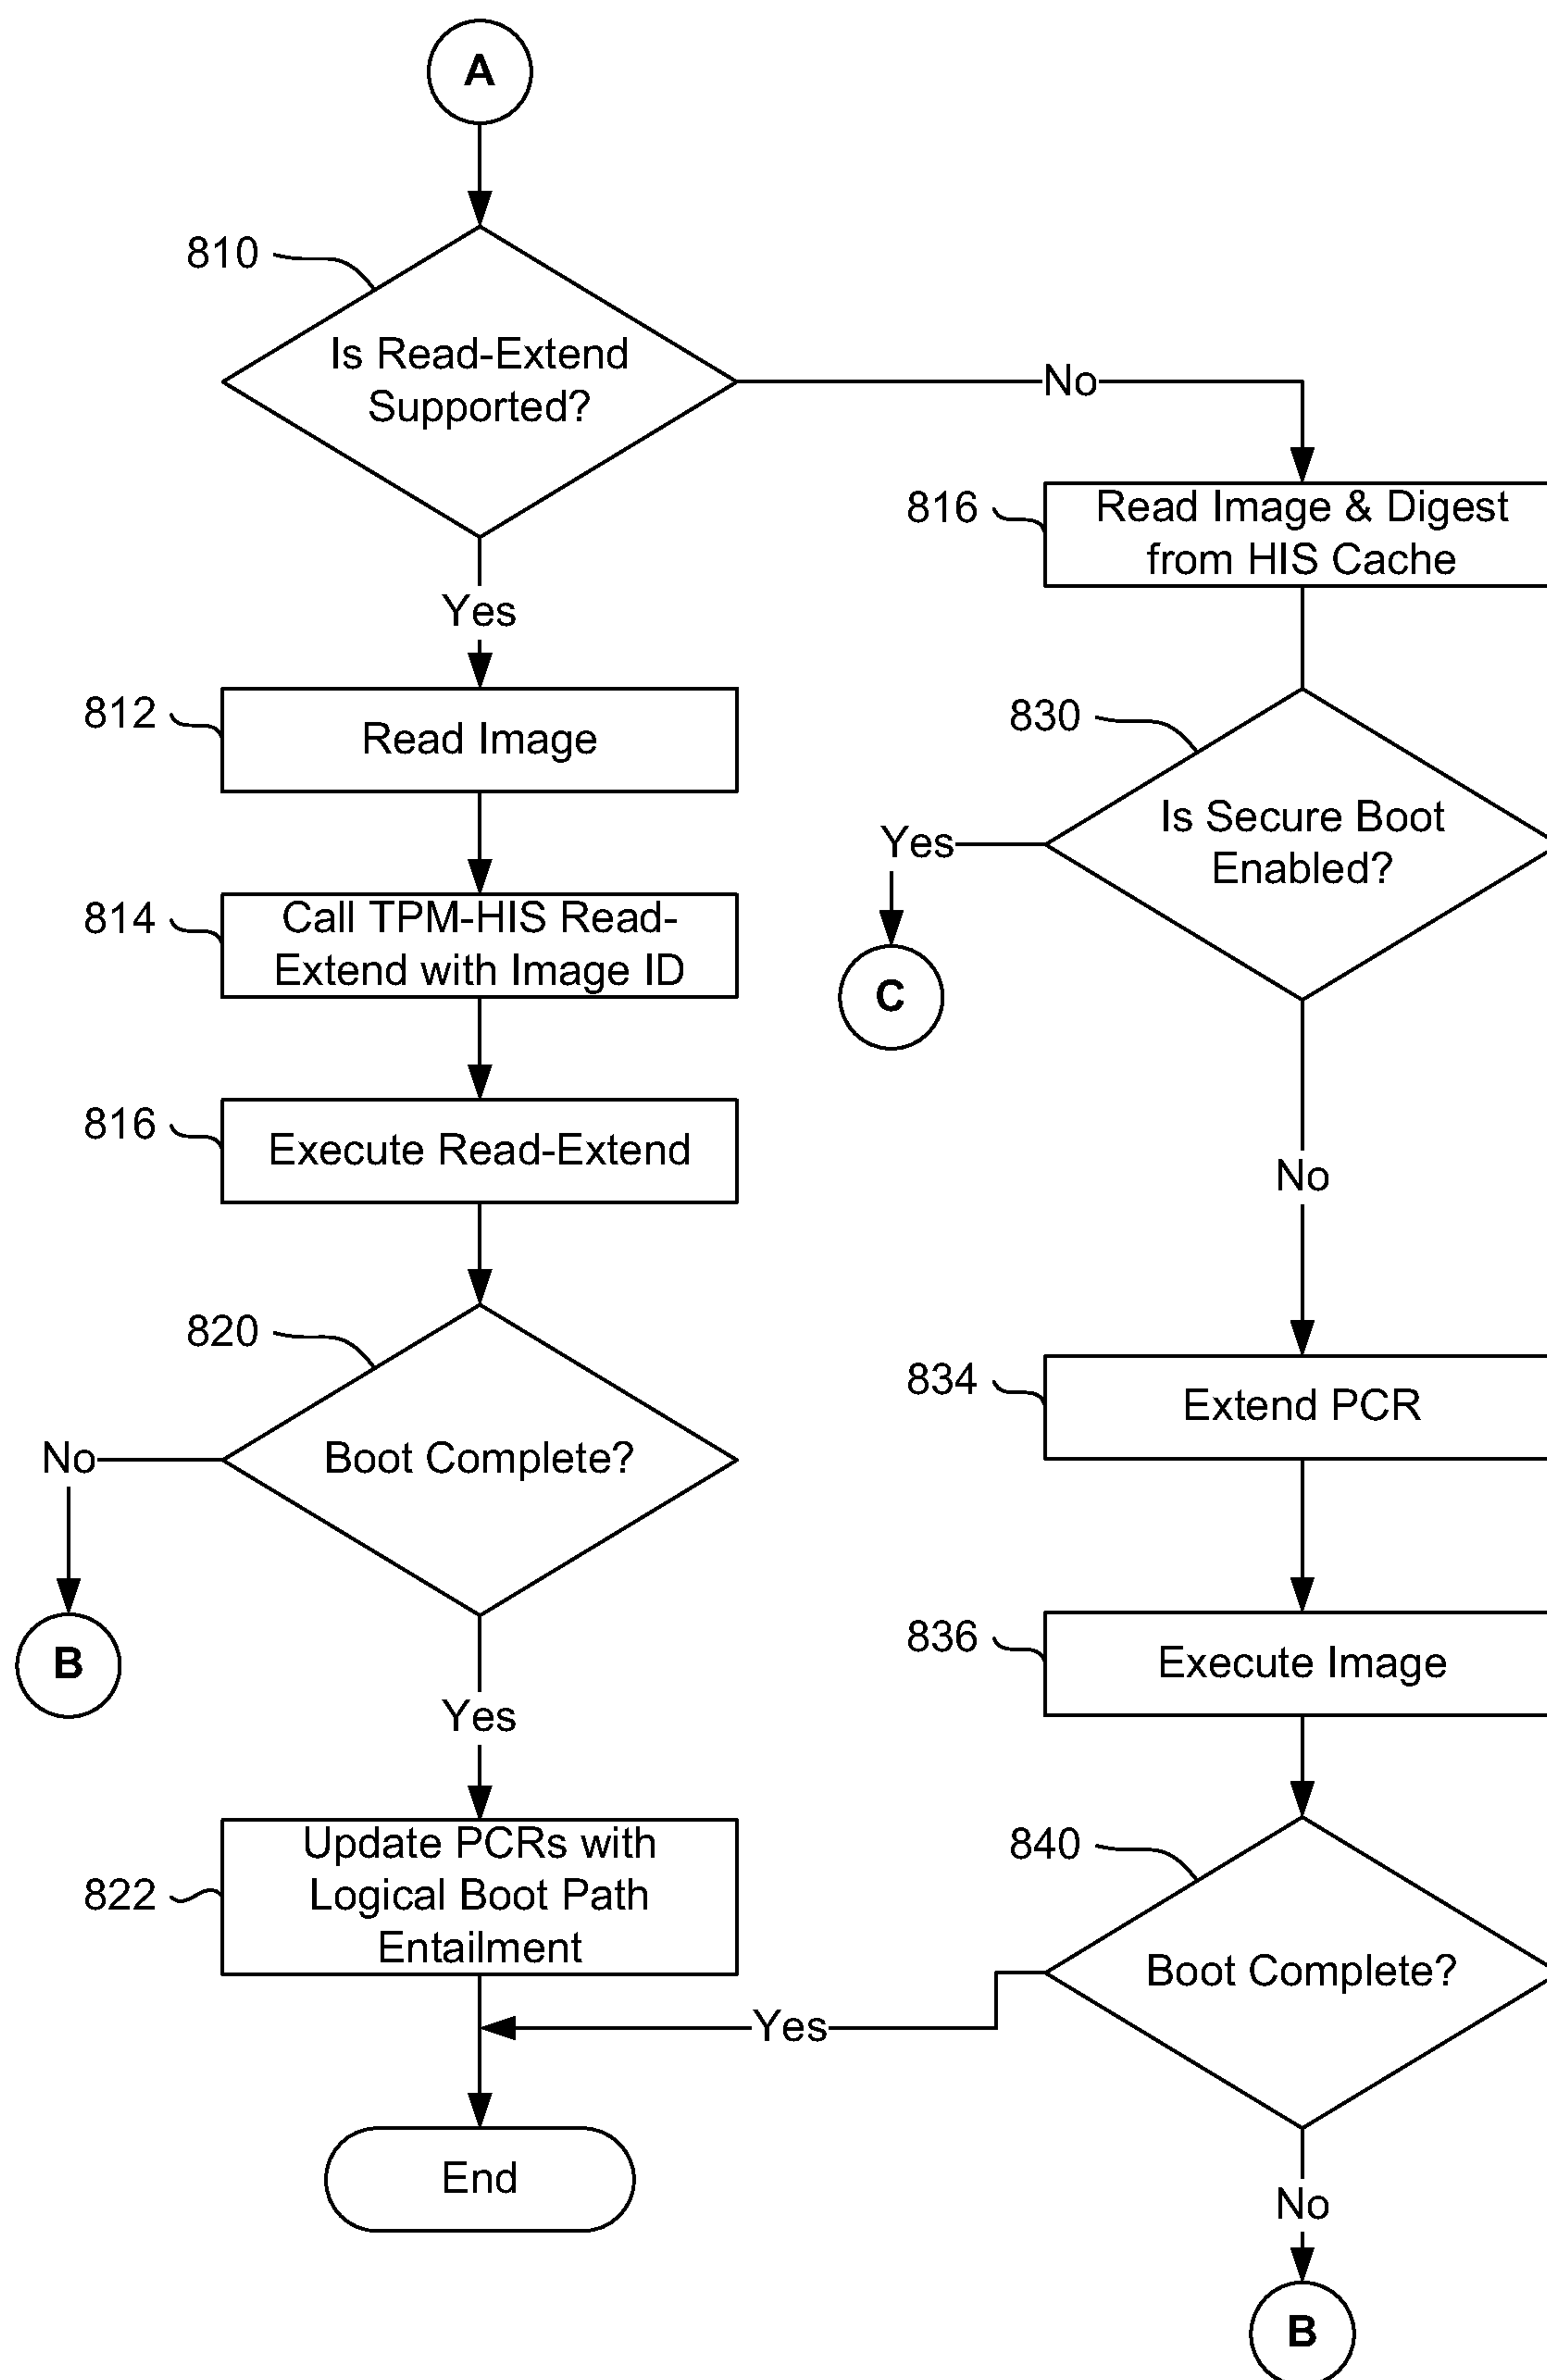 A
810
Is Read-Extend
Supported?
No
Yes
816
Read Image & Digest
from HIS Cache
812
Read Image
830
Is Secure Boot
Enabled?
Yes
C
814
Call TPM-HIS Read-
Extend with Image ID
816
Execute Read-Extend
No
820
Boot Complete?
No
B
Yes
834
Extend PCR
836
Execute Image
822
Update PCRs with
Logical Boot Path
Entailment
840
Boot Complete?
Yes
End
No
B